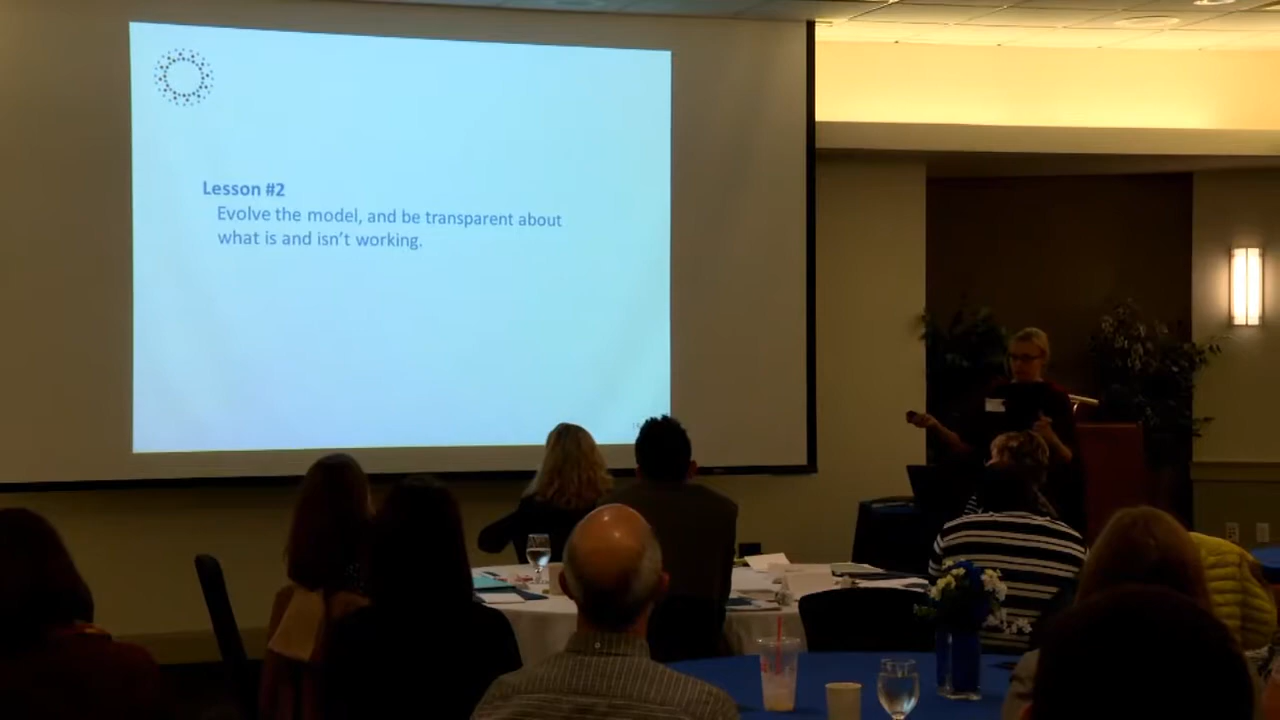 Lesson #2
Evolve the model, and be transparent about
what is and isn't working.